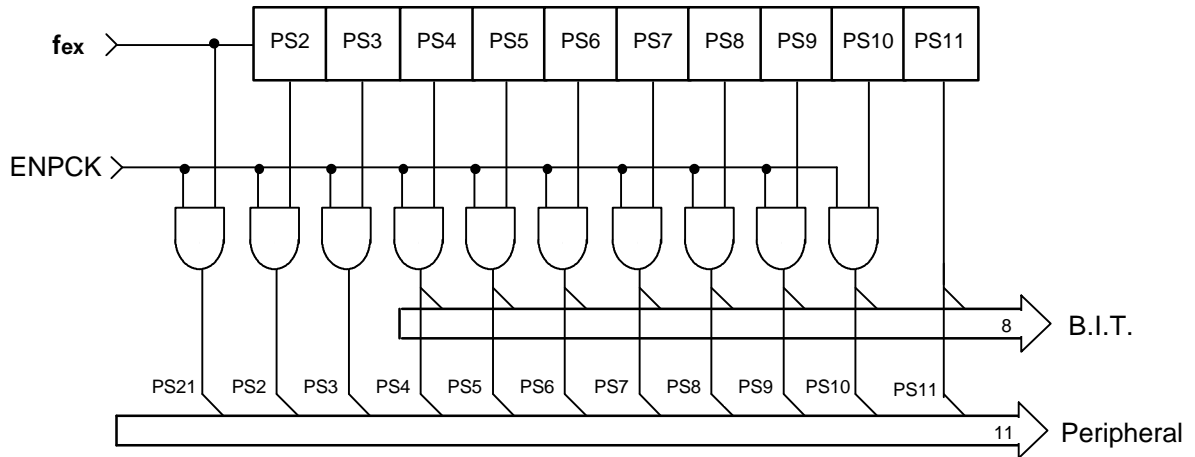 fex PS2 PS3 PS4 PS5 PS6 PS7 PS8 PS9 PS10 PS11
ENPCK
8 B.I.T.
PS21 PS2 PS3 PS4 PS5 PS6 PS7 PS8 PS9 PS10 PS11
11 Peripheral